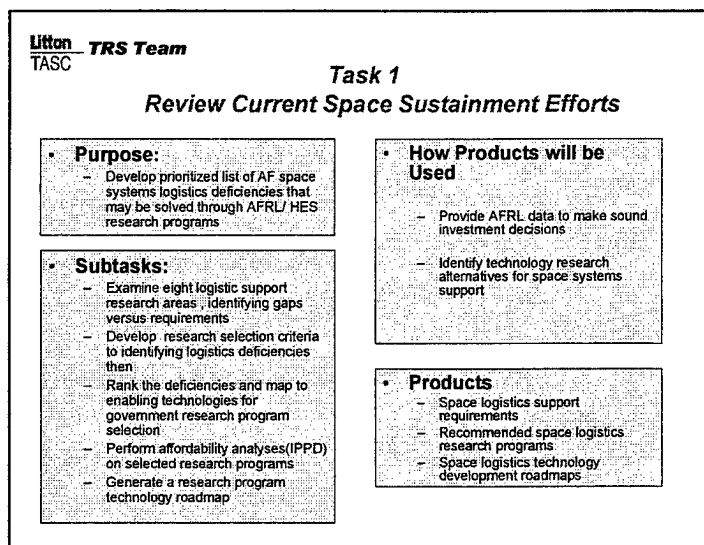 Litton
TASC
TRS Team
Task 1
Review Current Space Sustainment Efforts
• Purpose:
– Develop prioritized list of AF space
systems logistics deficiencies that
may be solved through AFRL/ HES
research programs
• Subtasks:
– Examine eight logistic support
research areas , identifying gaps
versus requirements
– Develop research selection criteria
to identifying logistics deficiencies
then
– Rank the deficiencies and map to
enabling technologies for
government research program
selection
– Perform affordability analyses(IPPD)
on selected research programs
– Generate a research program
technology roadmap
• How Products will be
Used
– Provide AFRL data to make sound
investment decisions
– Identify technology research
alternatives for space systems
support
• Products
– Space logistics support
requirements
– Recommended space logistics
research programs
– Space logistics technology
development roadmaps